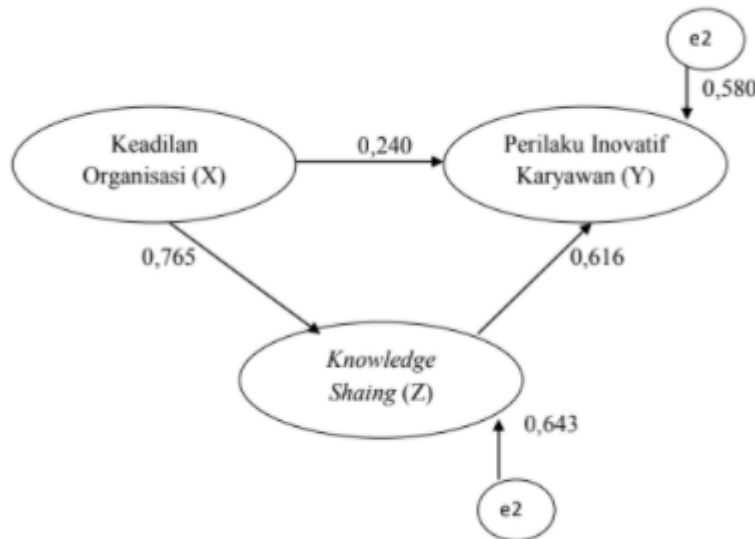 e2
0,580
Keadilan
Organisasi (X)
0,240
Perilaku Inovatif
Karyawan (Y)
0,765
0,616
Knowledge
Shaing (Z)
0,643
e2